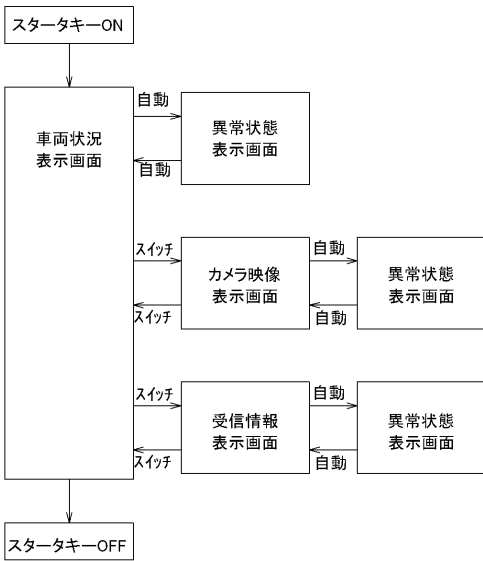 スタータキーON
車両状況
表示画面
自動
自動
異常状態
表示画面
スイッチ
スイッチ
カメラ映像
表示画面
自動
自動
異常状態
表示画面
スイッチ
スイッチ
受信情報
表示画面
自動
自動
異常状態
表示画面
スタータキーOFF